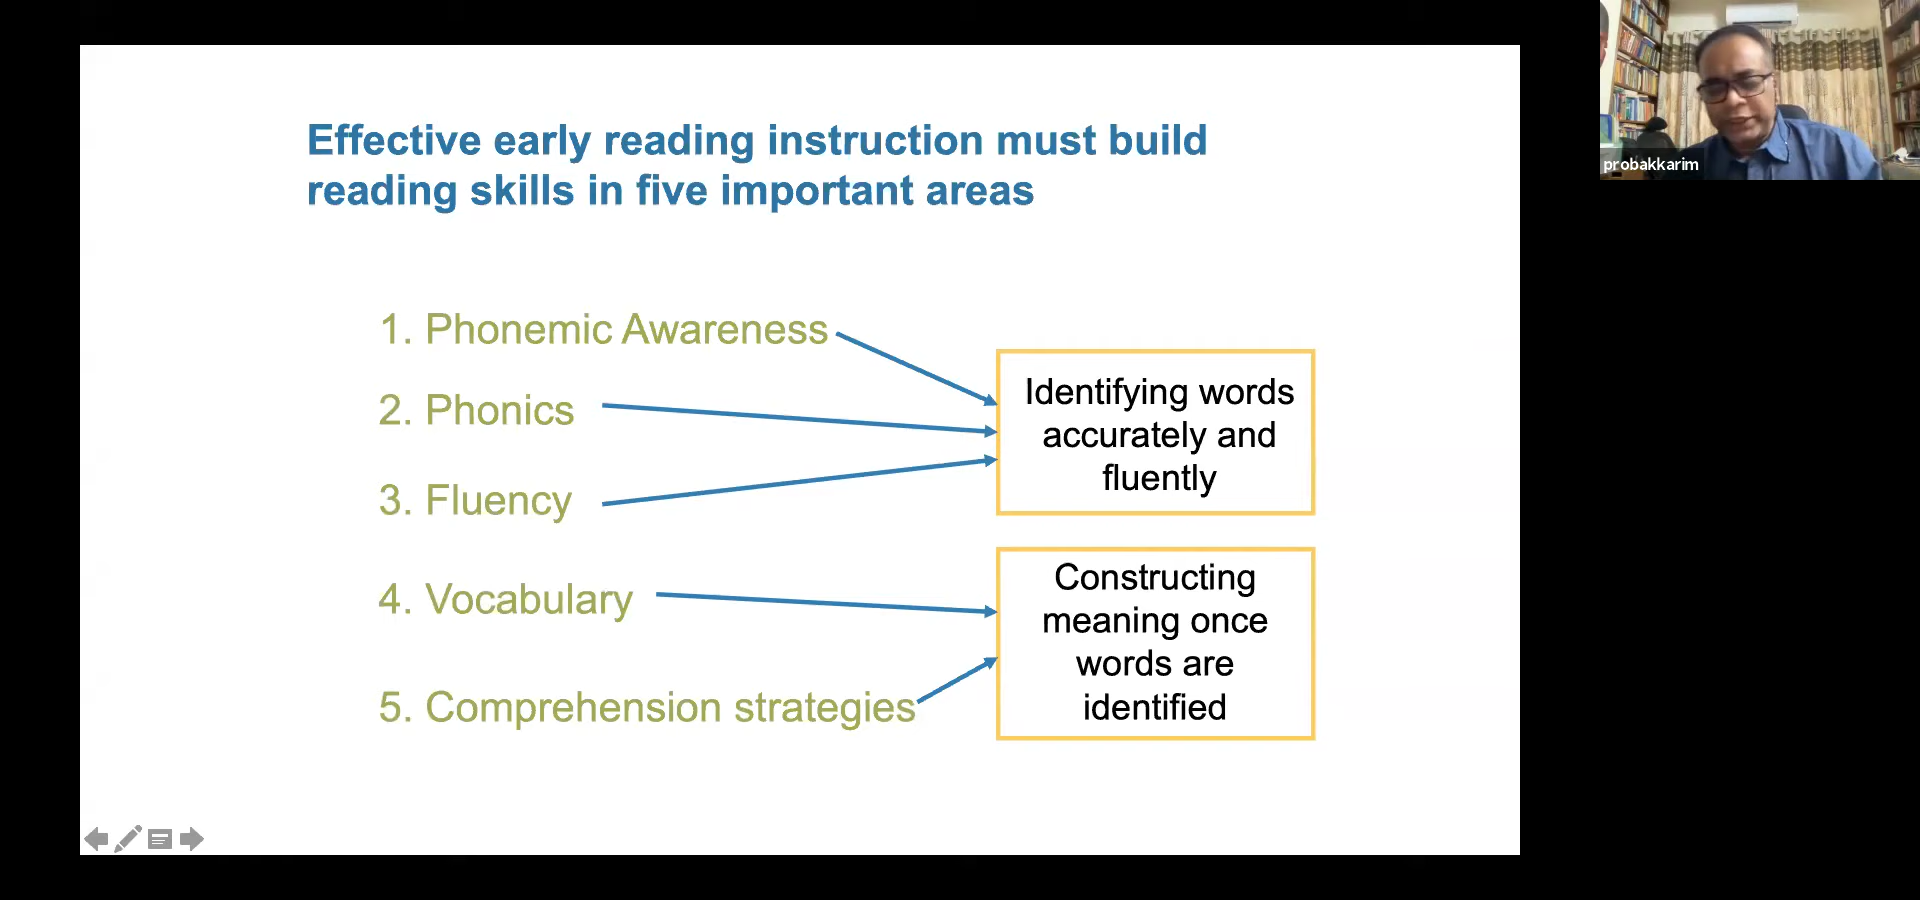 Effective early reading instruction must build
reading skills in five important areas
1. Phonemic Awareness
2. Phonics
3. Fluency
4. Vocabulary
5. Comprehension strategies
Identifying words
accurately and
fluently
Constructing
meaning once
words are
identified
probakkarim